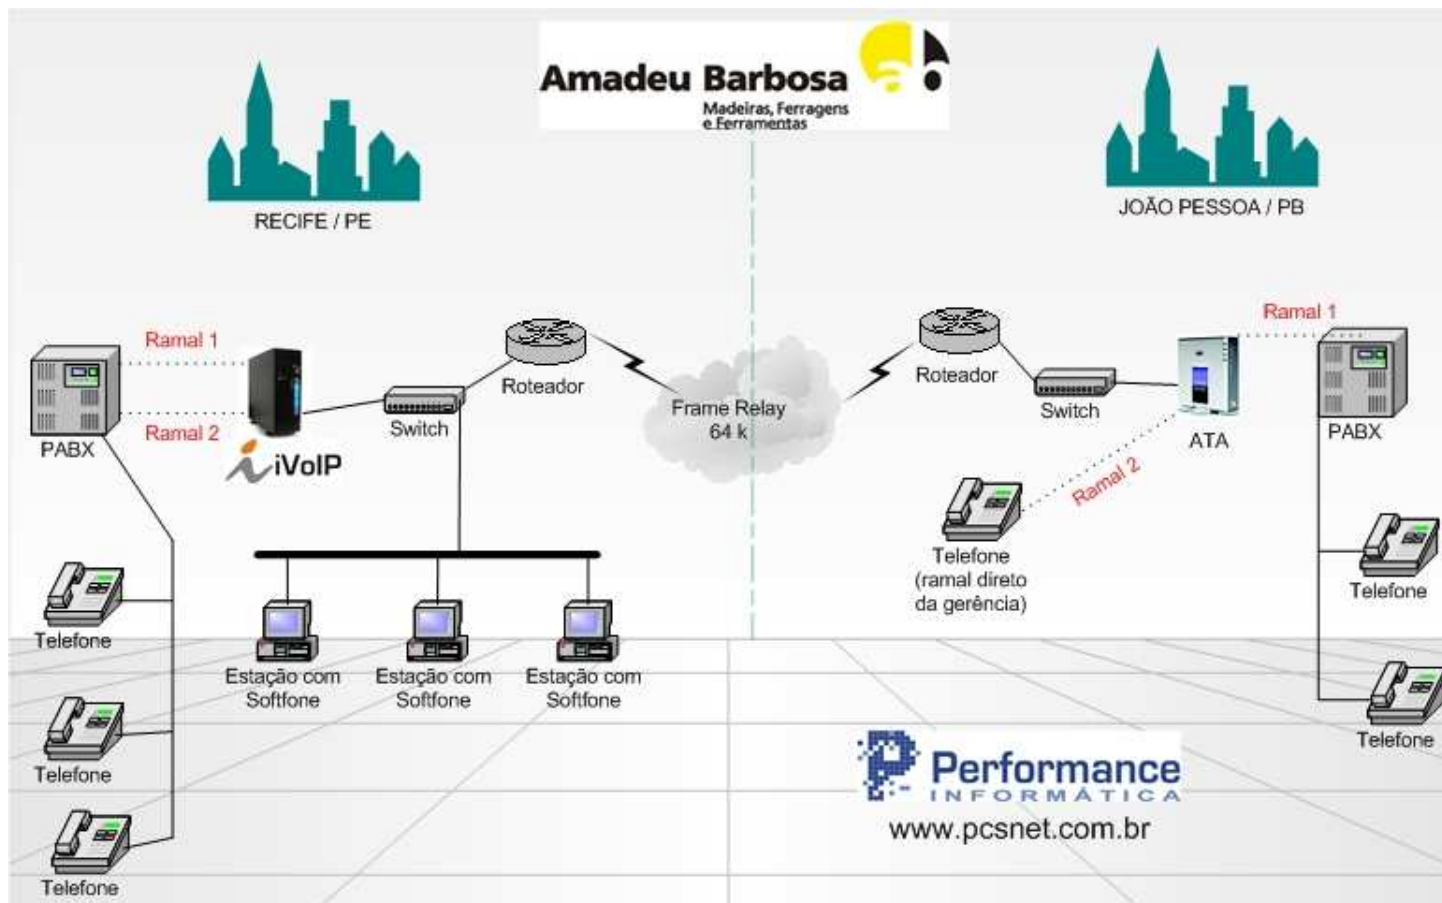 Amadeu Barbosa
Madeiras, Ferragens
e Ferramentas
ab
RECIFE / PE
JOÃO PESSOA / PB
Ramal 1
Ramal 2
PABX
iVoIP
Switch
Roteador
Frame Relay
64 k
Roteador
Switch
Ramal 1
ATA
PABX
Ramal 2
Telefone
(ramal direto
da gerência)
Telefone
Telefone
Telefone
Telefone
Telefone
Estação com
Softfone
Estação com
Softfone
Estação com
Softfone
Performance
INFORMÁTICA
www.pcsnet.com.br